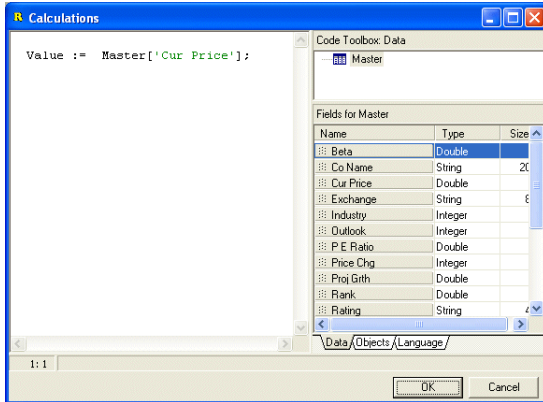 Calculations
Value := Master['Cur Price'];
Code Toolbox: Data
Master
Fields for Master
Name Type Size
Beta Double
Co Name String 20
Cur Price Double
Exchange String 8
Industry Integer
Outlook Integer
P E Ratio Double
Price Chg Integer
Proj Grth Double
Rank Double
Rating String 4
Data Objects Language
1: 1
OK Cancel